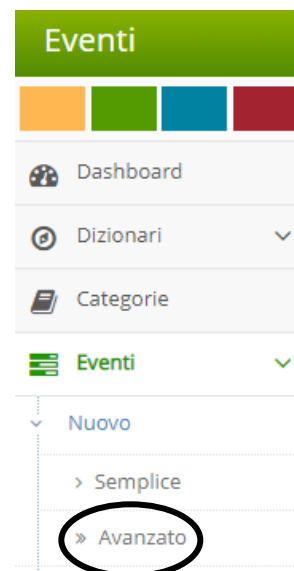 Eventi
Dashboard
Dizionari
Categorie
Eventi
Nuovo
Semplice
Avanzato